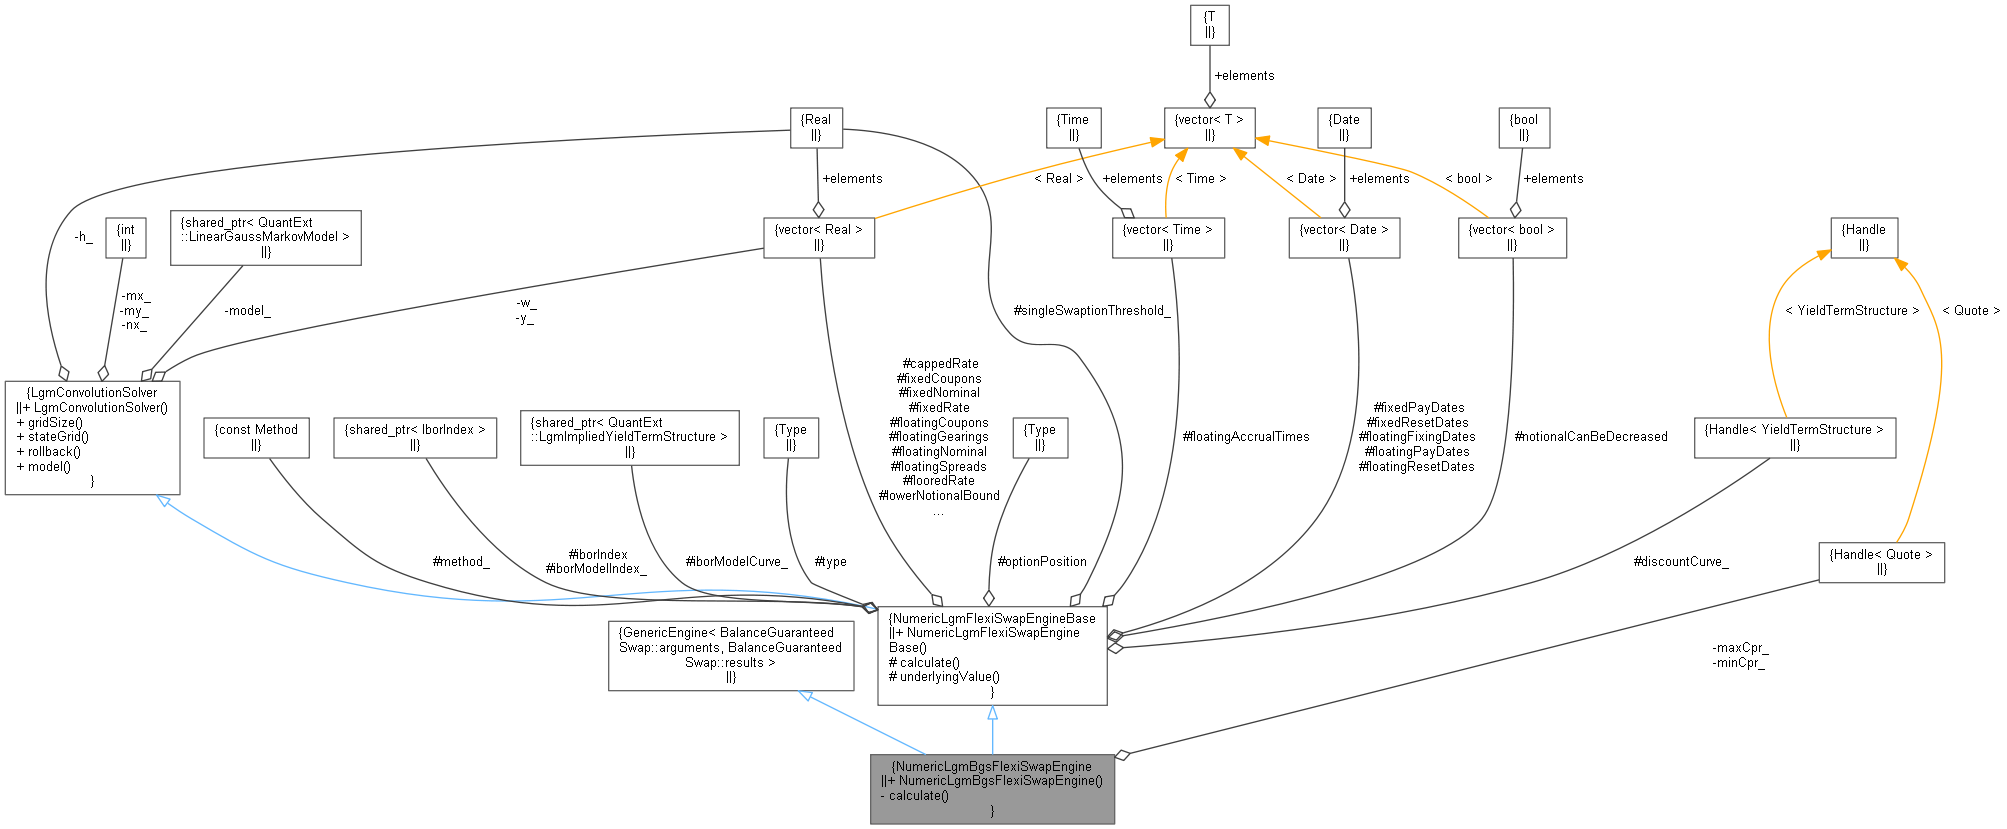 {T
||}
+elements
{Real
||}
{Time
||}
{vector< T >
||}
{Date
||}
{bool
||}
+elements
< Real >
+elements
< Time >
< Date >
+elements
< bool >
+elements
-h_
{int
||}
{shared_ptr< QuantExt
::LinearGaussMarkovModel >
||}
{vector< Real >
||}
{vector< Time >
||}
{vector< Date >
||}
{vector< bool >
||}
{Handle
||}
-mx_
-my_
-nx_
-model_
-w_
-y_
#singleSwaptionThreshold_
< YieldTermStructure >
< Quote >
{LgmConvolutionSolver
||+ LgmConvolutionSolver()
+ gridSize()
+ stateGrid()
+ rollback()
+ model()
}
{const Method
||}
{shared_ptr< IborIndex >
||}
{shared_ptr< QuantExt
::LgmImpliedYieldTermStructure >
||}
{Type
||}
#cappedRate
#fixedCoupons
#fixedNominal
#fixedRate
#floatingCoupons
#floatingGearings
#floatingNominal
#floatingSpreads
#flooredRate
#lowerNotionalBound
...
{Type
||}
#floatingAccrualTimes
#fixedPayDates
#fixedResetDates
#floatingFixingDates
#floatingPayDates
#floatingResetDates
#notionalCanBeDecreased
{Handle< YieldTermStructure >
||}
#method_
#iborIndex
#iborModelIndex_
#iborModelCurve_
#type
#optionPosition
#discountCurve_
{Handle< Quote >
||}
{GenericEngine< BalanceGuaranteed
Swap::arguments, BalanceGuaranteed
Swap::results >
||}
{NumericLgmFlexiSwapEngineBase
||+ NumericLgmFlexiSwapEngine
Base()
# calculate()
# underlyingValue()
}
-maxCpr_
-minCpr_
{NumericLgmBgsFlexiSwapEngine
||+ NumericLgmBgsFlexiSwapEngine()
- calculate()
}